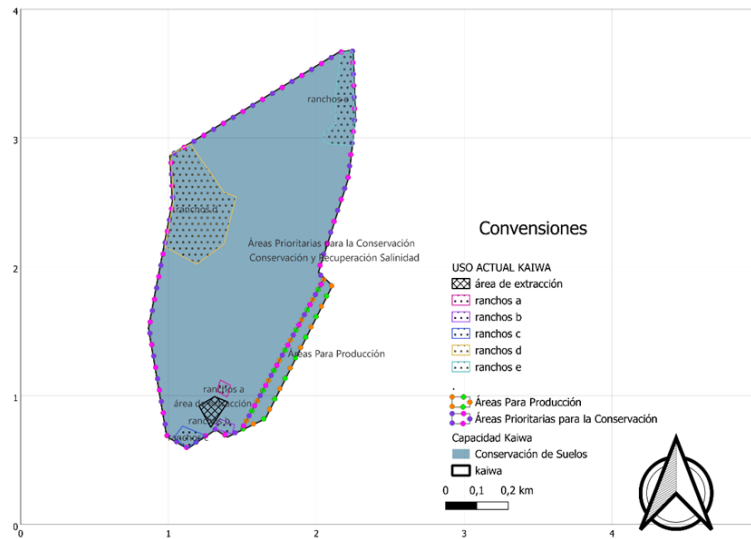 4
3
2
1
0
0
1
2
3
4
ranchos e
ranchos d
Áreas Prioritarias para la Conservación
Conservación y Recuperación Salinidad
Áreas Para Producción
ranchos a
área de extracción
ranchos b
ranchos c
Convensiones
USO ACTUAL KAIWA
área de extracción
ranchos a
ranchos b
ranchos c
ranchos d
ranchos e
.
Áreas Para Producción
Áreas Prioritarias para la Conservación
Capacidad Kaiwa
Conservación de Suelos
kaiwa
0 0,1 0,2 km